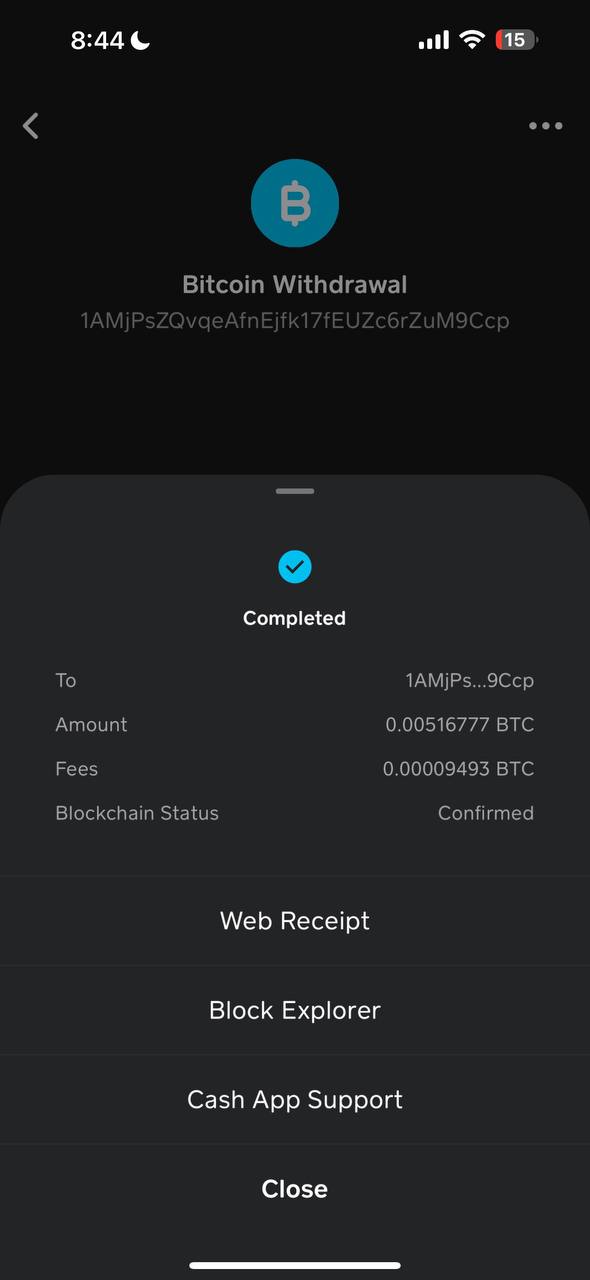 8:44
15
Bitcoin Withdrawal
1AMjPsZQvqeAfnEjfk17fEUZc6rZuM9Ccp
Completed
To 1AMjPs...9Ccp
Amount 0.00516777 BTC
Fees 0.00009493 BTC
Blockchain Status Confirmed
Web Receipt
Block Explorer
Cash App Support
Close